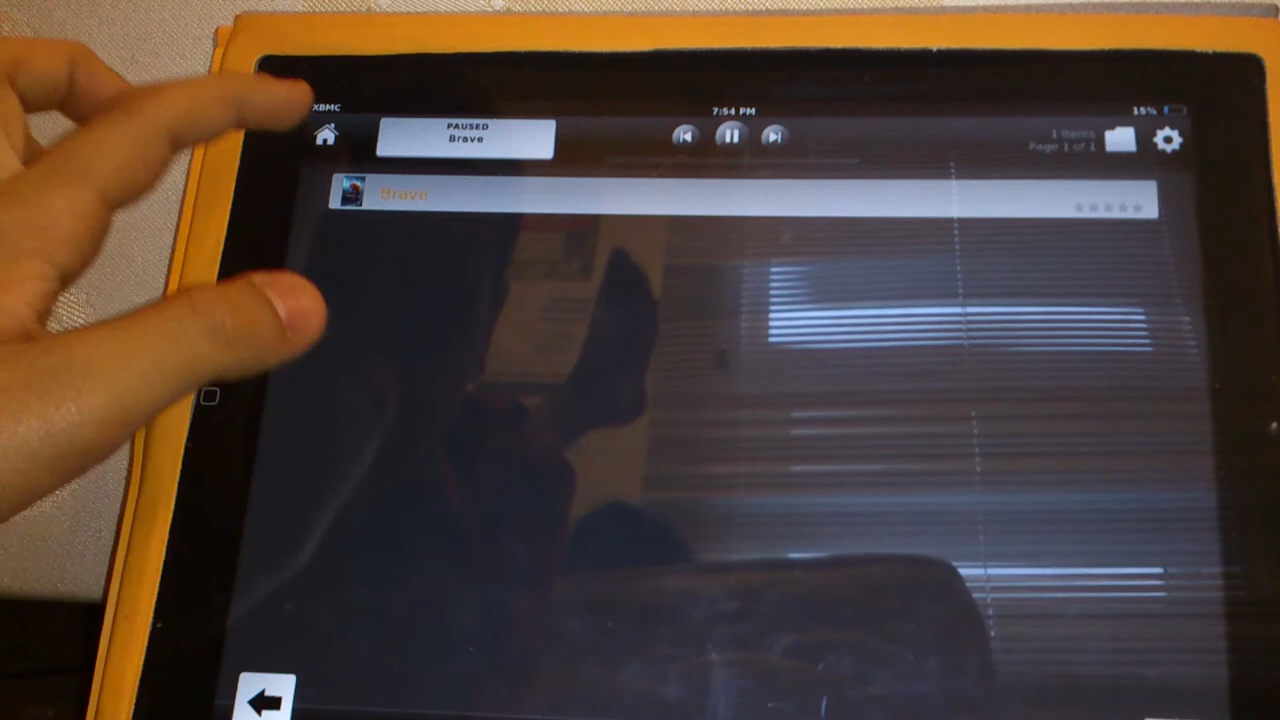 XBMC
7:54 PM
15%
PAUSED
Brave
1 Items
Page 1 of 1
Brave